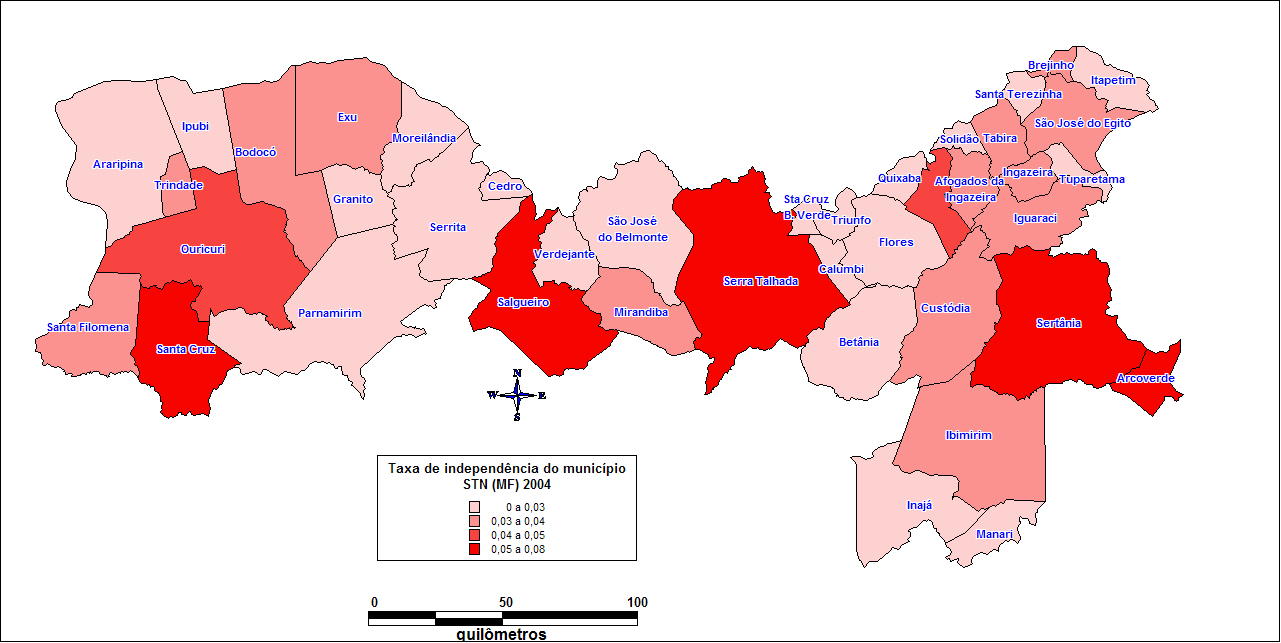 Brejinho
Itapetim
Santa Terezinha
Ipubi
Exu
São José do Egito
Moreilândia
Solidão
Tabira
Bodocó
Araripina
Ingazeira
Trindade
Cedro
Quixaba
Afogados da
Ingazeira
Tuparetama
Granito
Sta.Cruz
B. Verde
Triunfo
Iguaraci
Serrita
São José
do Belmonte
Flores
Ouricuri
Verdejante
Calumbi
Serra Talhada
Salgueiro
Mirandiba
Custódia
Parnamirim
Santa Filomena
Sertânia
Betânia
Santa Cruz
Arcoverde
N
W
E
S
Ibimirim
Inajá
Manari
Taxa de independência do município
STN (MF) 2004
0 a 0,03
0,03 a 0,04
0,04 a 0,05
0,05 a 0,08
0 50 100
quilômetros